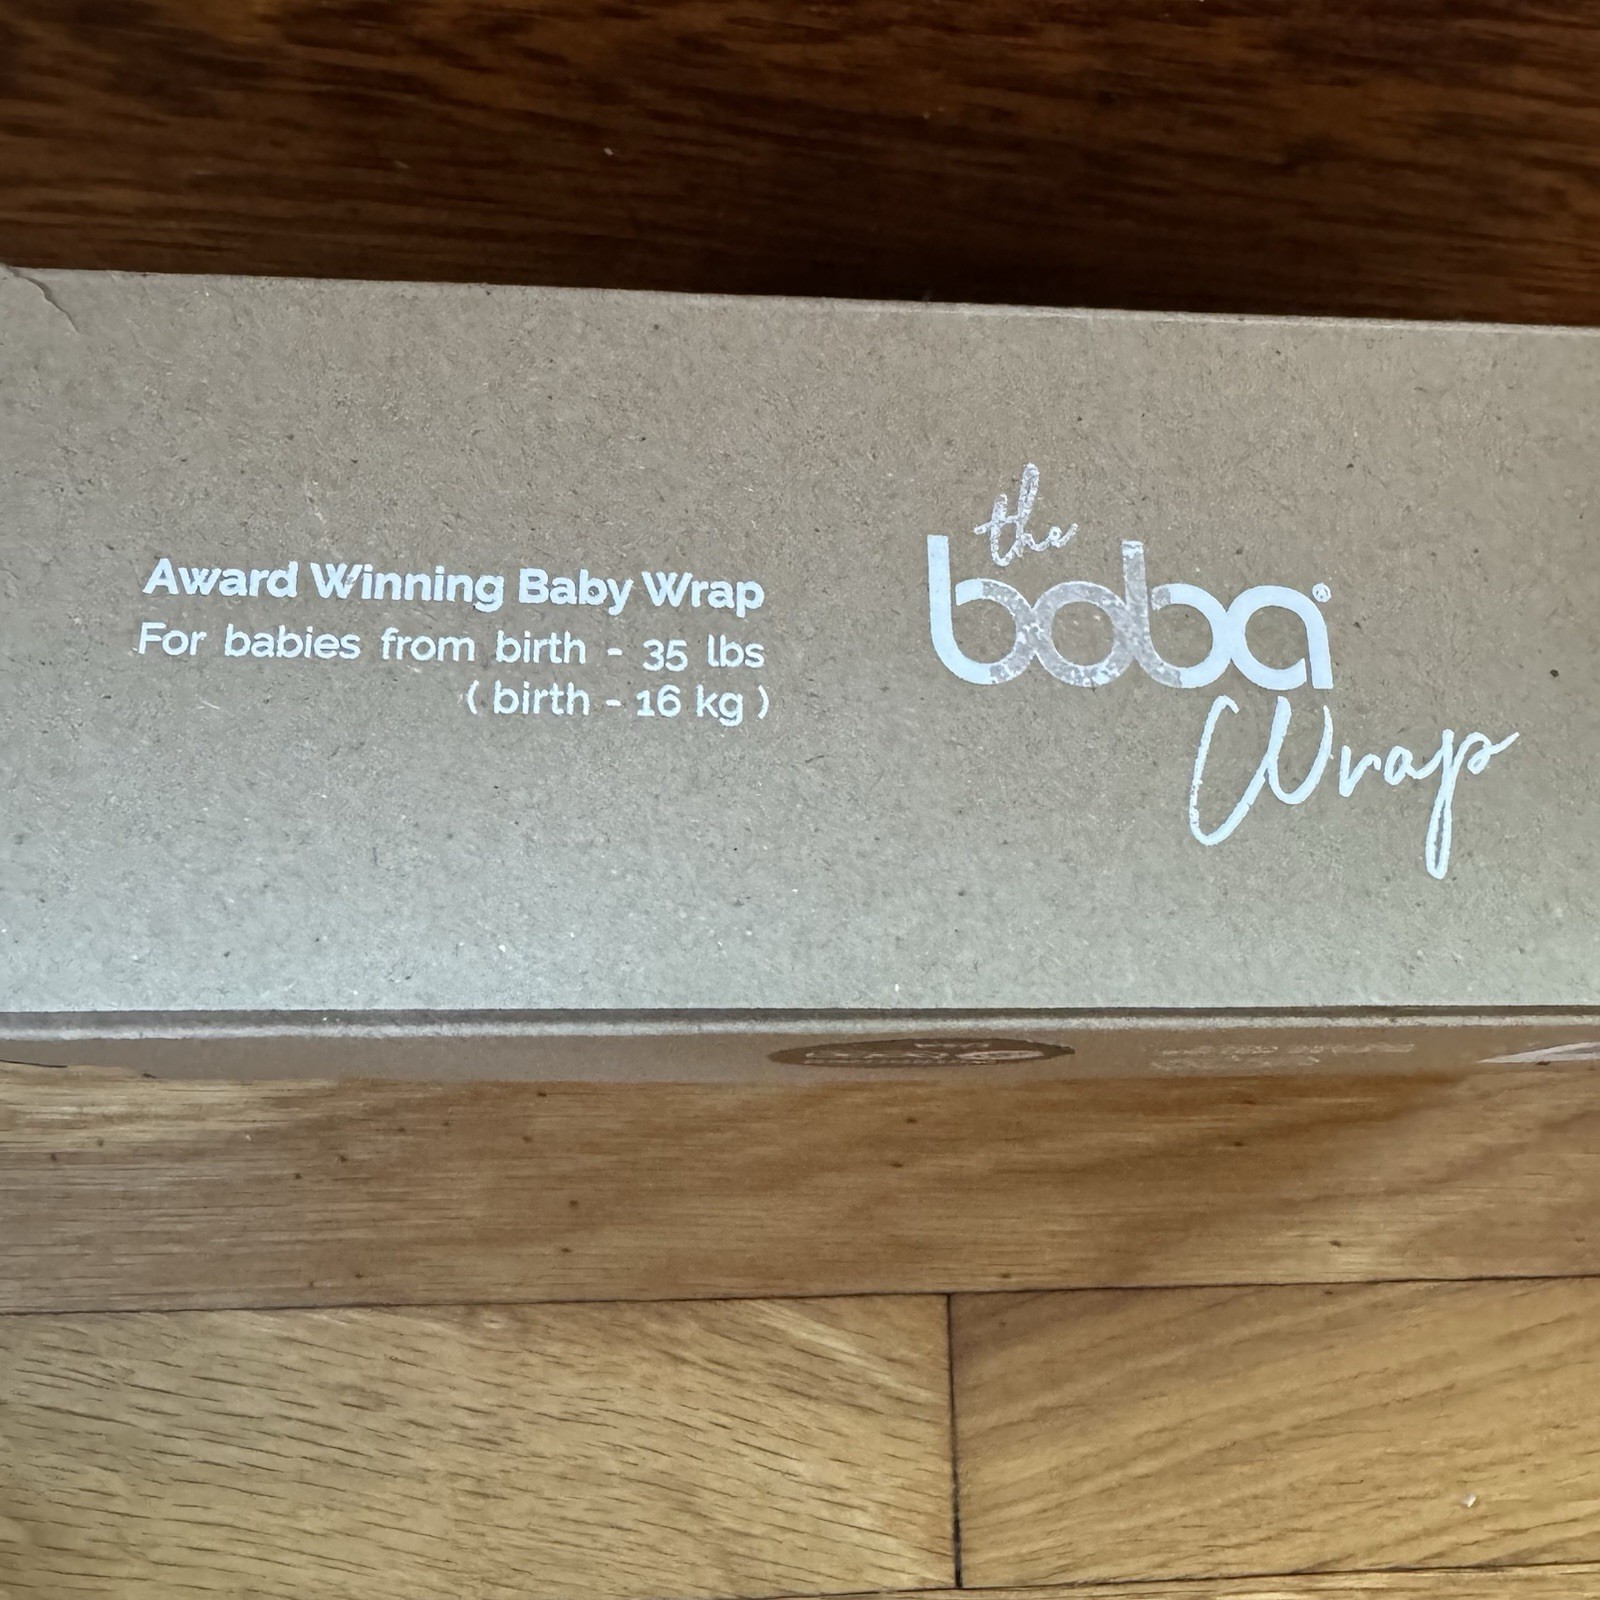 Award Winning Baby Wrap
For babies from birth - 35 lbs
( birth - 16 kg )
the
boba®
Wrap